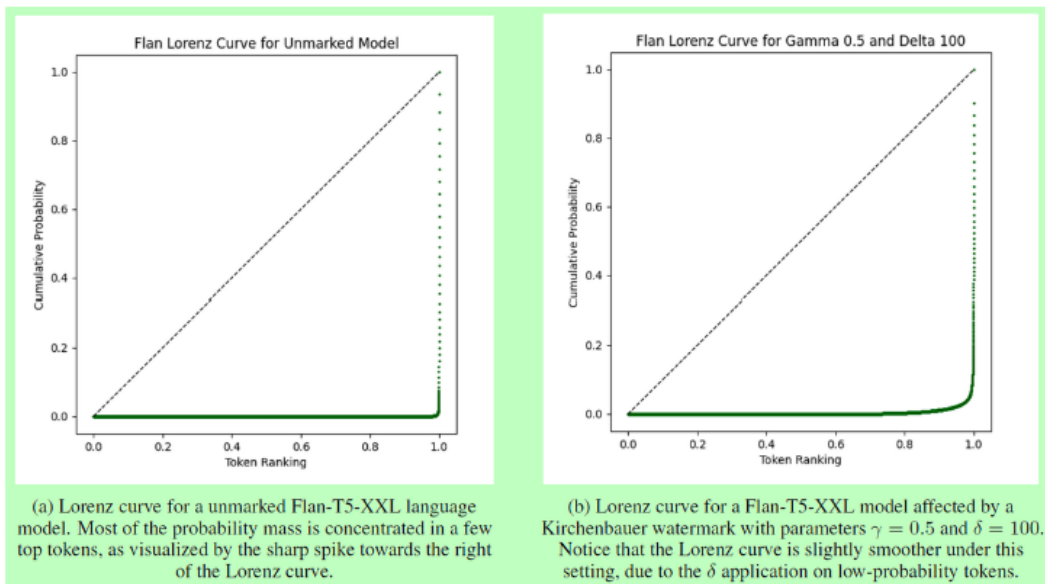 Flan Lorenz Curve for Unmarked Model
1.0
0.8
0.6
0.4
0.2
0.0
Cumulative Probability
0.0 0.2 0.4 0.6 0.8 1.0
Token Ranking
(a) Lorenz curve for a unmarked Flan-T5-XXL language
model. Most of the probability mass is concentrated in a few
top tokens, as visualized by the sharp spike towards the right
of the Lorenz curve.
Flan Lorenz Curve for Gamma 0.5 and Delta 100
1.0
0.8
0.6
0.4
0.2
0.0
Cumulative Probability
0.0 0.2 0.4 0.6 0.8 1.0
Token Ranking
(b) Lorenz curve for a Flan-T5-XXL model affected by a
Kirchenbauer watermark with parameters γ = 0.5 and δ = 100.
Notice that the Lorenz curve is slightly smoother under this
setting, due to the δ application on low-probability tokens.